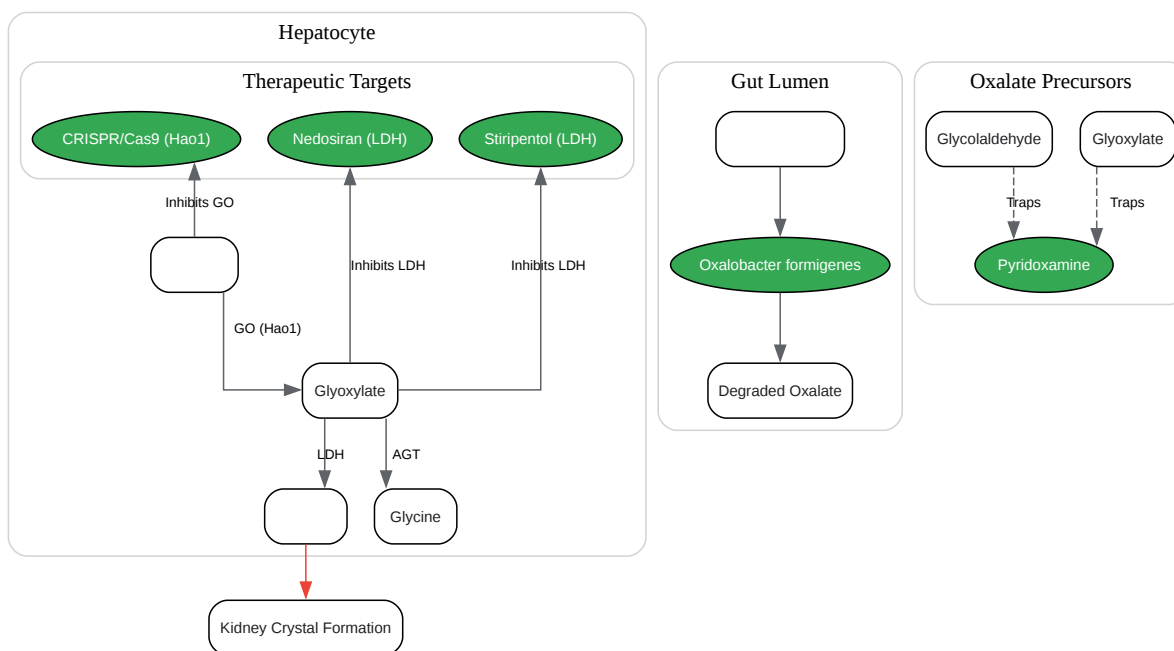 Hepatocyte
Therapeutic Targets
CRISPR/Cas9 (Hao1)
Nedosiran (LDH)
Stiripentol (LDH)
Inhibits GO
Inhibits LDH
Inhibits LDH
GO (Hao1)
Glyoxylate
LDH
AGT
Glycine
Kidney Crystal Formation
Gut Lumen
Oxalobacter formigenes
Degraded Oxalate
Oxalate Precursors
Glycolaldehyde
Glyoxylate
Traps
Traps
Pyridoxamine